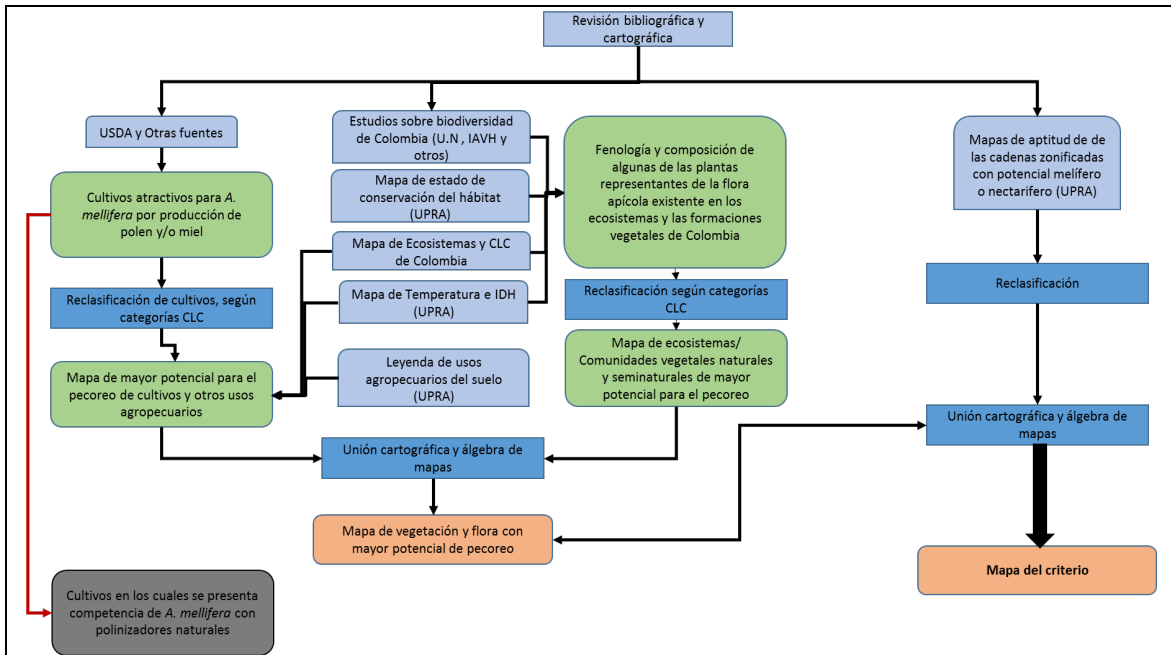 Revisión bibliográfica y
cartográfica
USDA y Otras fuentes
Cultivos atractivos para A.
mellifera por producción de
polen y/o miel
Reclasificación de cultivos, según
categorías CLC
Mapa de mayor potencial para el
pecoreo de cultivos y otros usos
agropecuarios
Estudios sobre biodiversidad
de Colombia (U.N , IAVH y
otros)
Mapa de estado de
conservación del hábitat
(UPRA)
Mapa de Ecosistemas y CLC
de Colombia
Mapa de Temperatura e IDH
(UPRA)
Leyenda de usos
agropecuarios del suelo
(UPRA)
Fenología y composición de
algunas de las plantas
representantes de la flora
apícola existente en los
ecosistemas y las formaciones
vegetales de Colombia
Reclasificación según categorías
CLC
Mapa de ecosistemas/
Comunidades vegetales naturales
y seminaturales de mayor
potencial para el pecoreo
Mapas de aptitud de de
las cadenas zonificadas
con potencial melífero
o nectarifero (UPRA)
Reclasificación
Unión cartográfica y álgebra de
mapas
Unión cartográfica y álgebra de
mapas
Mapa de vegetación y flora con
mayor potencial de pecoreo
Mapa del criterio
Cultivos en los cuales se presenta
competencia de A. mellifera con
polinizadores naturales